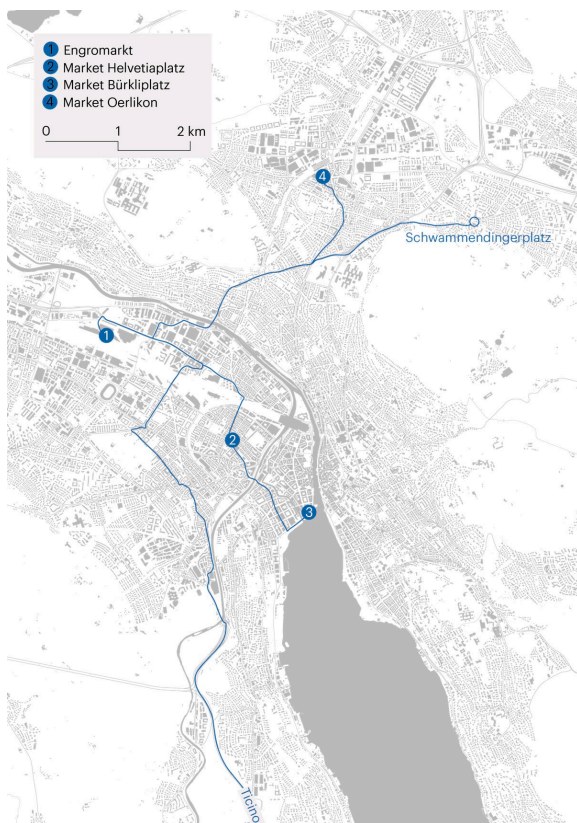 1 Engromarkt
2 Market Helvetiaplatz
3 Market Bürkliplatz
4 Market Oerlikon
0 1 2 km
4
Schwammendingerplatz
1
2
3
Ticino